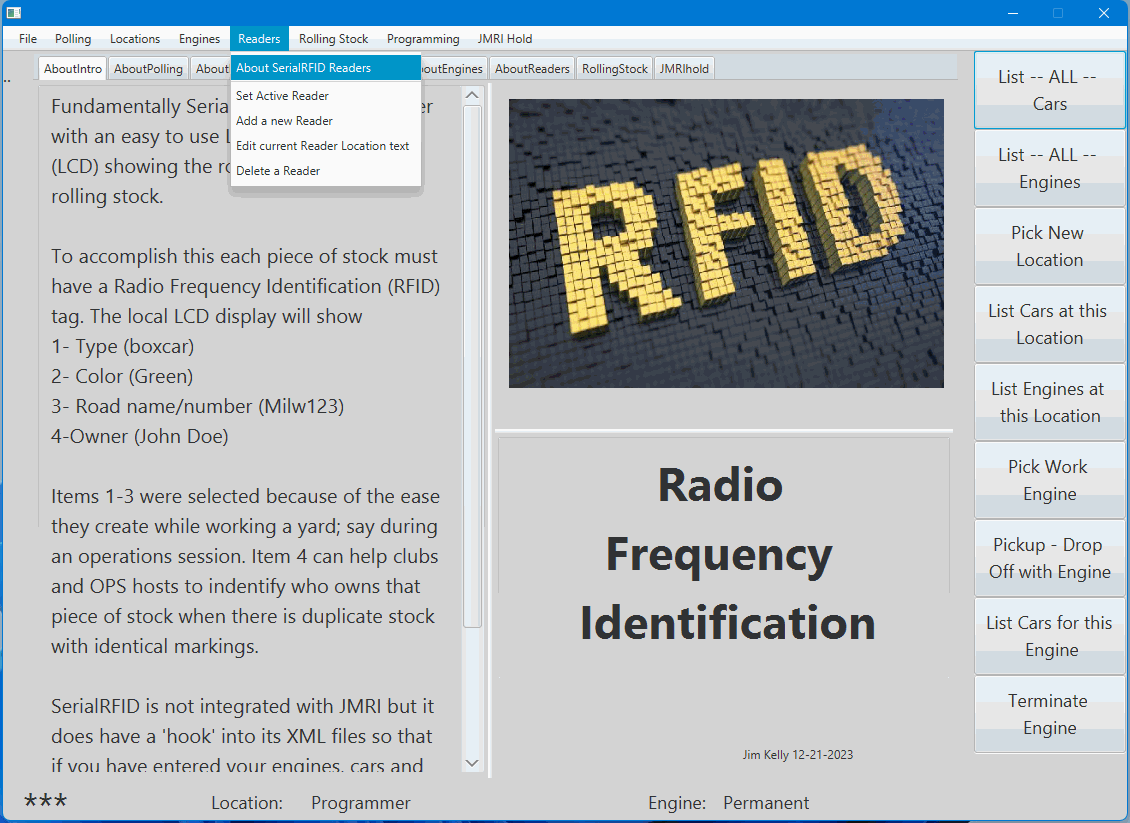 File Polling Locations Engines Readers Rolling Stock Programming JMRI Hold
AboutIntro AboutPolling About AboutReaders RollingStock JMRIhold
About SerialRFID Readers
Set Active Reader
Add a new Reader
Edit current Reader Location text
Delete a Reader
Fundamentally
with an easy to use
(LCD) showing the
rolling stock.
To accomplish this each piece of stock must
have a Radio Frequency Identification (RFID)
tag. The local LCD display will show
1- Type (boxcar)
2- Color (Green)
3- Road name/number (Milw123)
4-Owner (John Doe)
Items 1-3 were selected because of the ease
they create while working a yard; say during
an operations session. Item 4 can help clubs
and OPS hosts to indentify who owns that
piece of stock when there is duplicate stock
with identical markings.
SerialRFID is not integrated with JMRI but it
does have a 'hook' into its XML files so that
if you have entered your engines, cars and
RFID
Radio
Frequency
Identification
Jim Kelly 12-21-2023
List -- ALL --
Cars
List -- ALL --
Engines
Pick New
Location
List Cars at this
Location
List Engines at
this Location
Pick Work
Engine
Pickup - Drop
Off with Engine
List Cars for this
Engine
Terminate
Engine
*** Location: Programmer Engine: Permanent